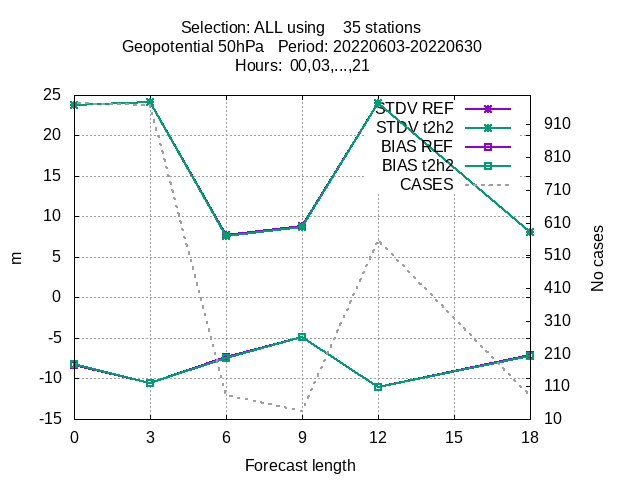 Selection: ALL using 35 stations
Geopotential 50hPa Period: 20220603-20220630
Hours: 00,03,...,21
STDV REF
STDV t2h2
BIAS REF
BIAS t2h2
CASES
25
20
15
10
5
0
-5
-10
-15
m
910
810
710
610
510
410
310
210
110
10
No cases
0 3 6 9 12 15 18
Forecast length